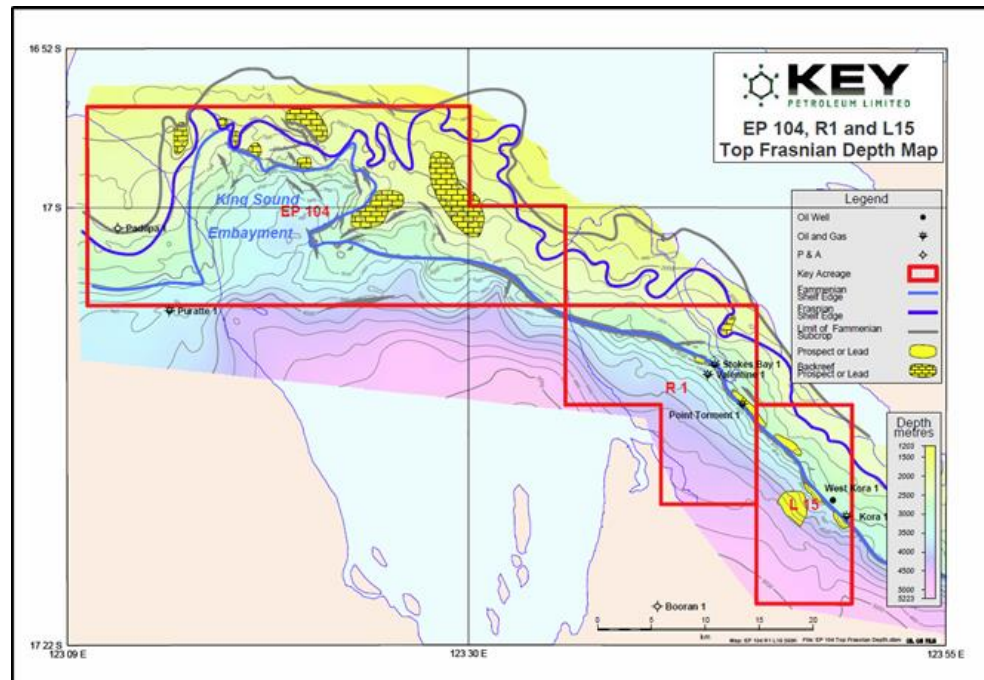 16 52 S
KEY
PETROLEUM LIMITED
EP 104, R1 and L15
Top Frasnian Depth Map
Legend
Oil Well
Oil and Gas
P & A
Key Acreage
Fammenian
Shelf Edge
Frasnian
Shelf Edge
Limit of Fammenian
Subcrop
Prospect or Lead
Backreef
Prospect or Lead
King Sound
EP 104
Embayment
17 S
Puratte 1
Stokes Bay 1
Valentine 1
R 1
Point Torment 1
Depth
metres
1203
1500
2000
2500
3000
3500
4000
4500
5000
5223
West Kora 1
L 15
Kora 1
Booran 1
0
5
10
15
20
km
17 22 S
123 09 E
123 30 E
123 55 E